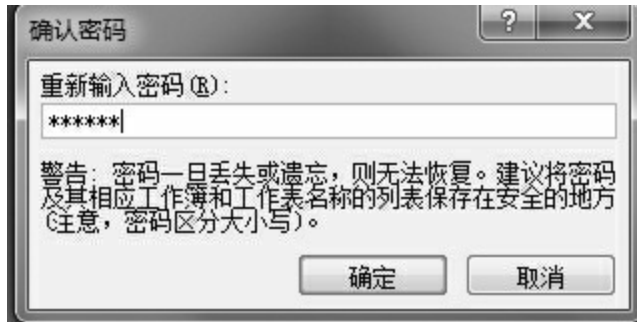 确认密码
重新输入密码(R):
******
警告: 密码一旦丢失或遗忘，则无法恢复。建议将密码
及其相应工作簿和工作表名称的列表保存在安全的地方
(注意，密码区分大小写)。
确定
取消